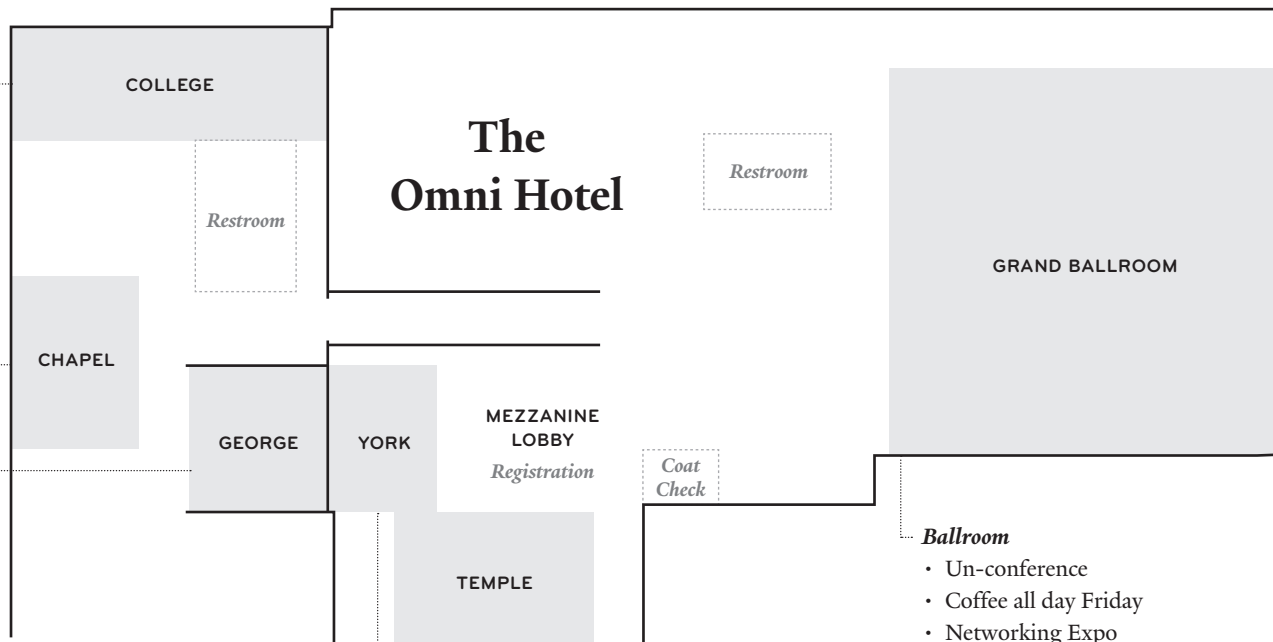 COLLEGE
The
Omni Hotel
Restroom
Restroom
GRAND BALLROOM
CHAPEL
GEORGE
YORK
MEZZANINE
LOBBY
Registration
Coat
Check
TEMPLE
Ballroom
• Un-conference
• Coffee all day Friday
• Networking Expo